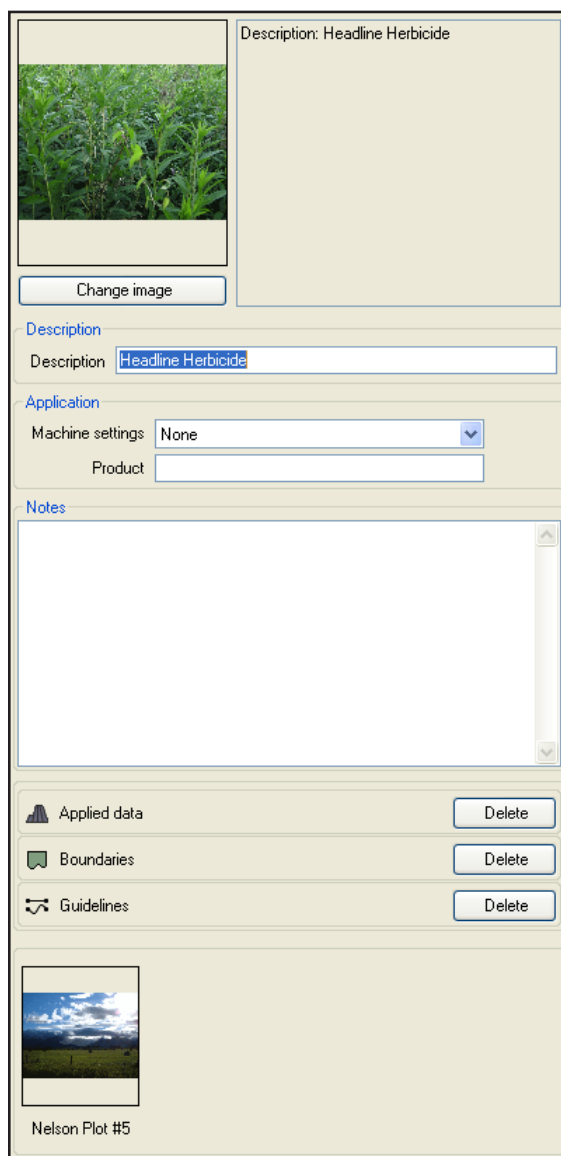 Description: Headline Herbicide
Change image
Description
Description Headline Herbicide
Application
Machine settings None
Product
Notes
Applied data Delete
Boundaries Delete
Guidelines Delete
Nelson Plot #5